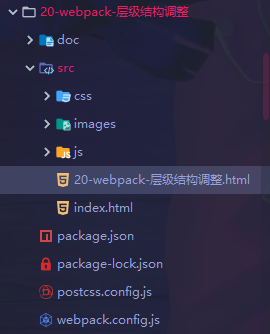 20-webpack-层级结构调整
doc
src
css
images
js
20-webpack-层级结构调整.html
index.html
package.json
package-lock.json
postcss.config.js
webpack.config.js